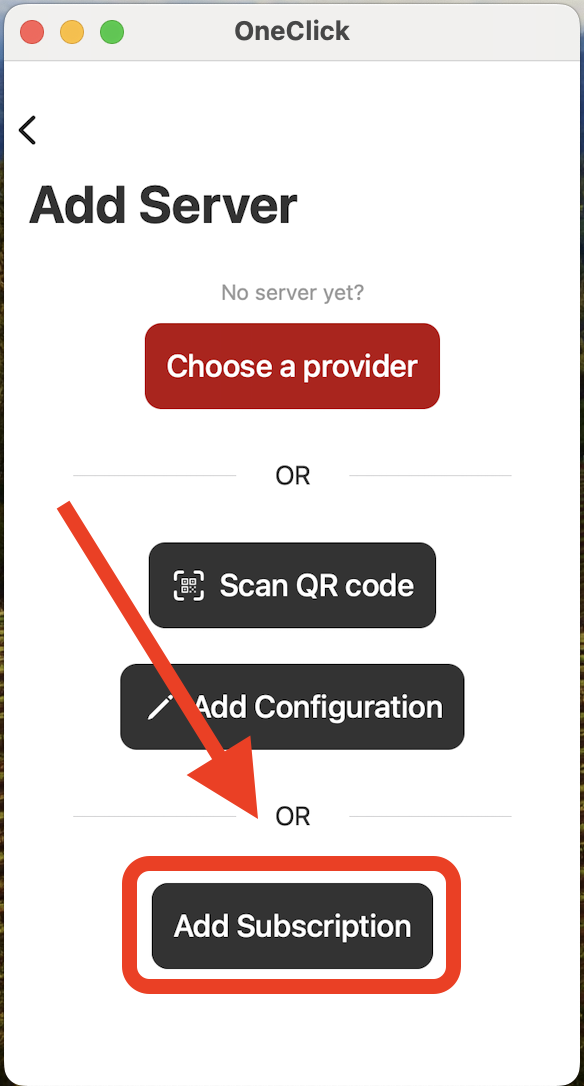 OneClick
Add Server
No server yet?
Choose a provider
OR
Scan QR code
Add Configuration
OR
Add Subscription